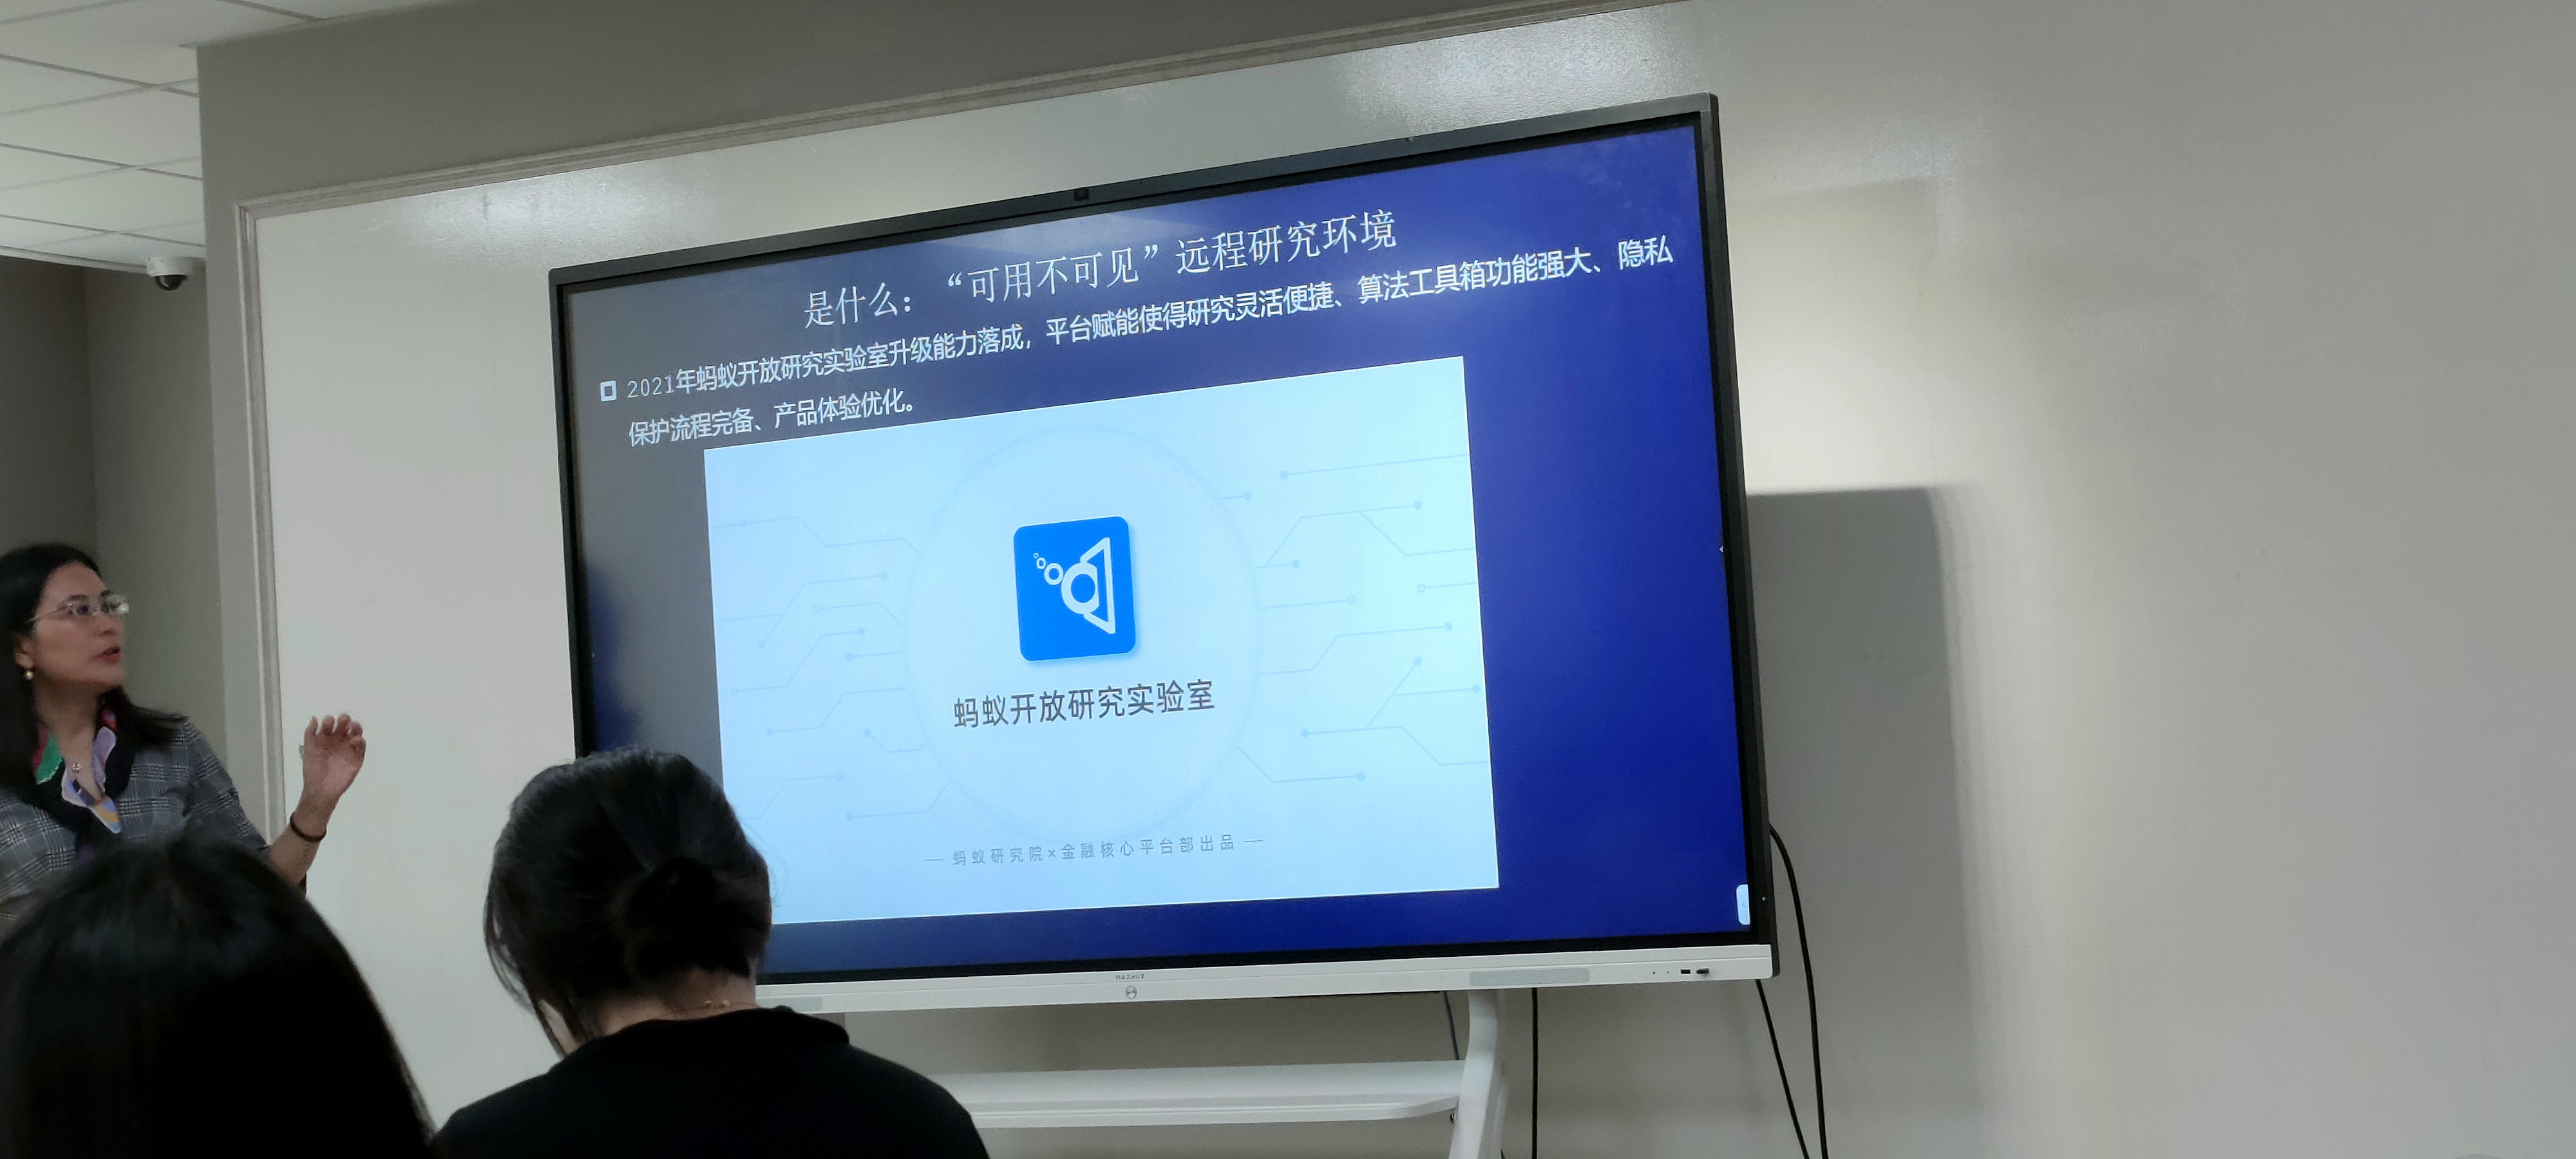 是什么：“可用不可见”远程研究环境
2021年蚂蚁开放研究实验室升级能力落成，平台赋能使得研究灵活便捷、算法工具箱功能强大、隐私
保护流程完备、产品体验优化。
蚂蚁开放研究实验室
— 蚂蚁研究院×金融核心平台部出品 —
MAXHUB